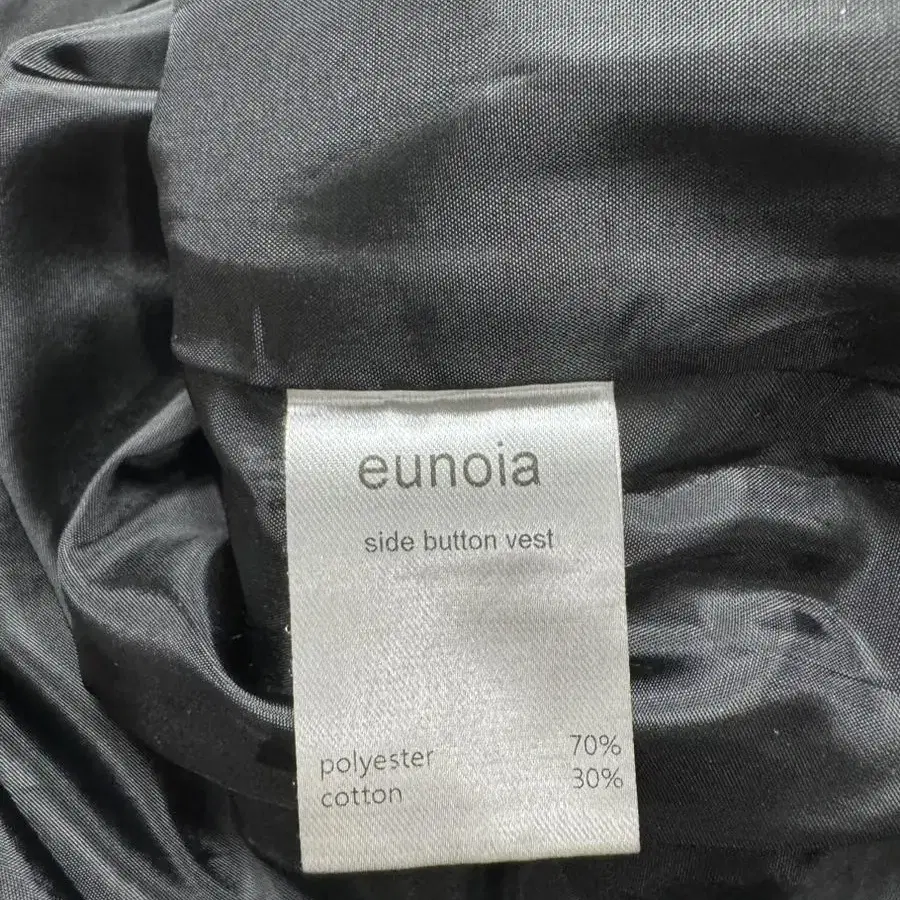 eunoia
side button vest
polyester 70%
cotton 30%